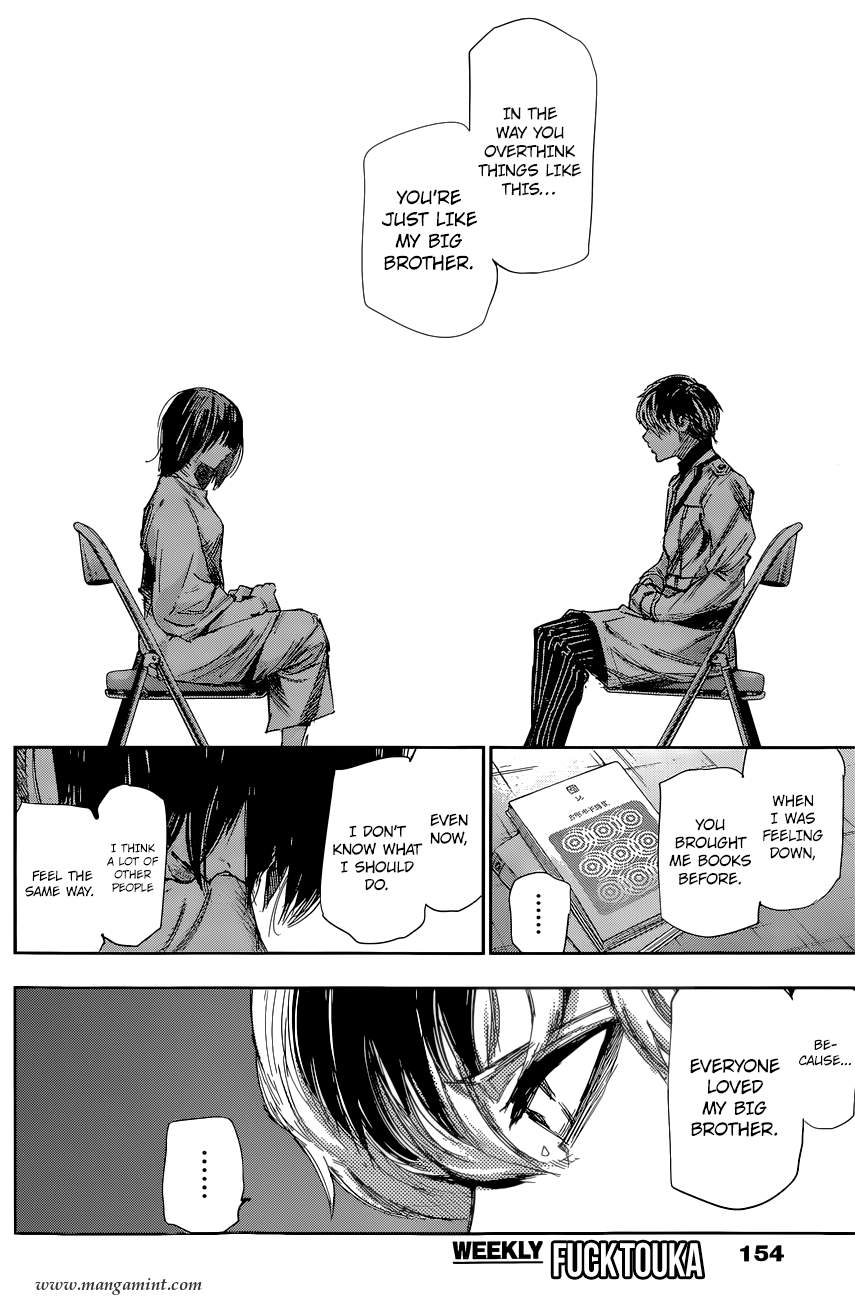 IN THE
WAY YOU
OVERTHINK
THINGS LIKE
THIS...
YOU'RE
JUST LIKE
MY BIG
BROTHER.
WHEN
I WAS
FEELING
DOWN,
YOU
BROUGHT
ME BOOKS
BEFORE.
......
EVEN
NOW,
I DON'T
KNOW WHAT
I SHOULD
DO.
I THINK
A LOT OF
OTHER
PEOPLE
FEEL THE
SAME WAY.
BE-
CAUSE...
EVERYONE
LOVED
MY BIG
BROTHER.
......
WEEKLY FUCKTOUKA 154
www.mangamint.com